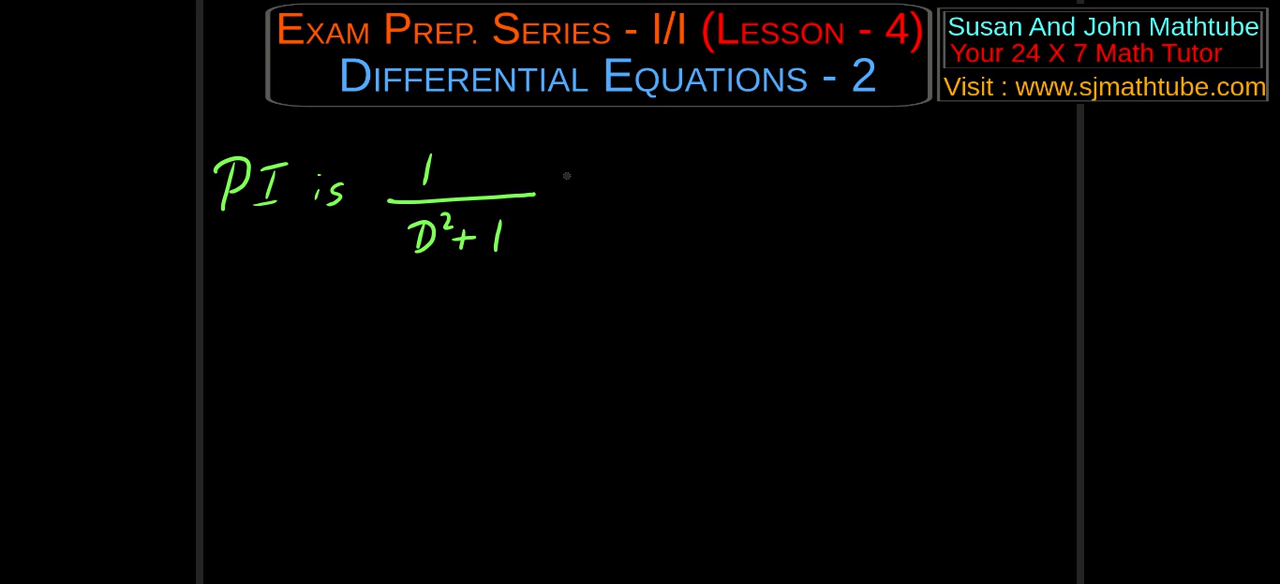 EXAM PREP. SERIES - I/I (LESSON - 4)
DIFFERENTIAL EQUATIONS - 2
Susan And John Mathtube
Your 24 X 7 Math Tutor
Visit : www.sjmathtube.com
PI is 1
D²+ 1